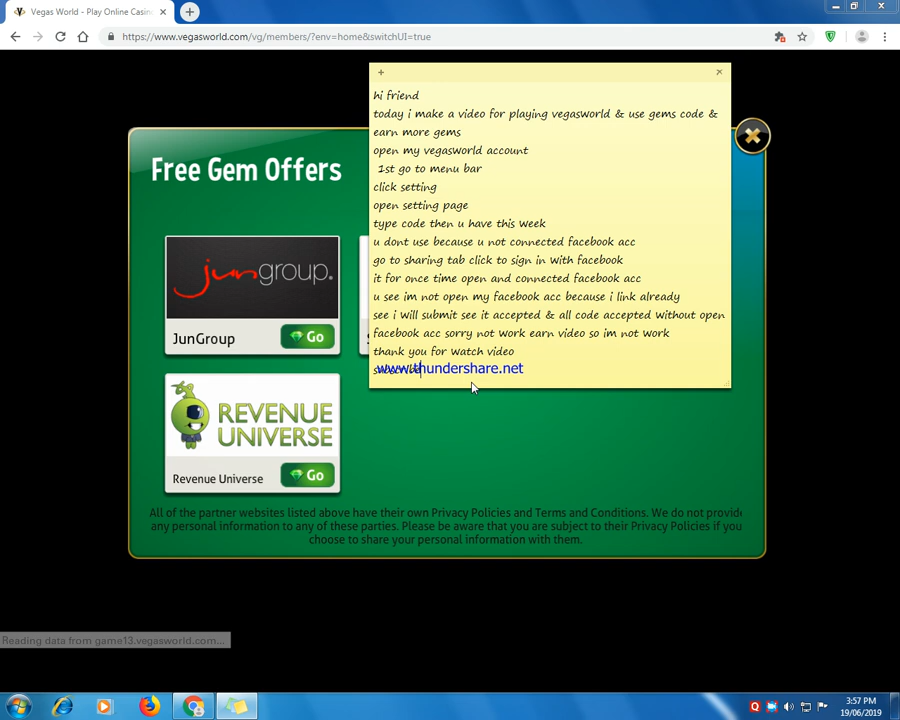 Vegas World - Play Online Casin
https://www.vegasworld.com/vg/members/?env=home&switchUI=true
hi friend
today i make a video for playing vegasworld & use gems code &
earn more gems
open my vegasworld account
1st go to menu bar
click setting
open setting page
type code then u have this week
u dont use because u not connected facebook acc
go to sharing tab click to sign in with facebook
it for once time open and connected facebook acc
u see im not open my facebook acc because i link already
see i will submit see it accepted & all code accepted without open
facebook acc sorry not work earn video so im not work
thank you for watch video
www.thundershare.net
Free Gem Offers
jungroup.
JunGroup
Go
REVENUE
UNIVERSE
Revenue Universe
Go
All of the partner websites listed above have their own Privacy Policies and Terms and Conditions. We do not provide
any personal information to any of these parties. Please be aware that you are subject to their Privacy Policies if you
choose to share your personal information with them.
Reading data from game13.vegasworld.com...
3:57 PM
19/06/2019